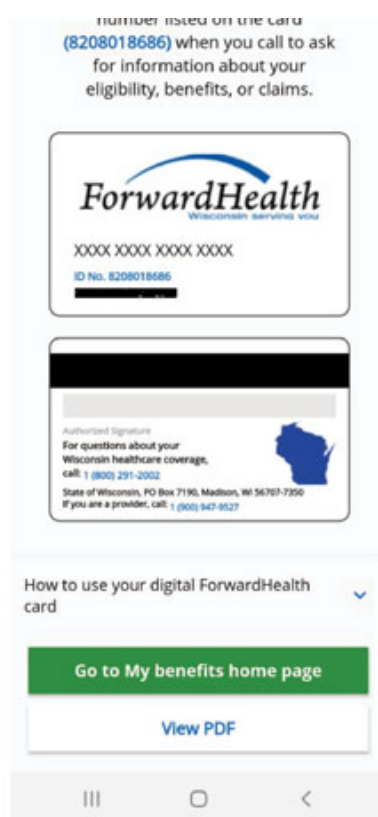 number listed on the card
(8208018686) when you call to ask
for information about your
eligibility, benefits, or claims.
ForwardHealth
Wisconsin serving you
XXXX XXXX XXXX XXXX
ID No. 8208018686
Authorized Signature
For questions about your
Wisconsin healthcare coverage,
call: 1 (800) 291-2002
State of Wisconsin, PO Box 7190, Madison, WI 56707-7350
If you are a provider, call: 1 (900) 947-9527
How to use your digital ForwardHealth
card
Go to My benefits home page
View PDF